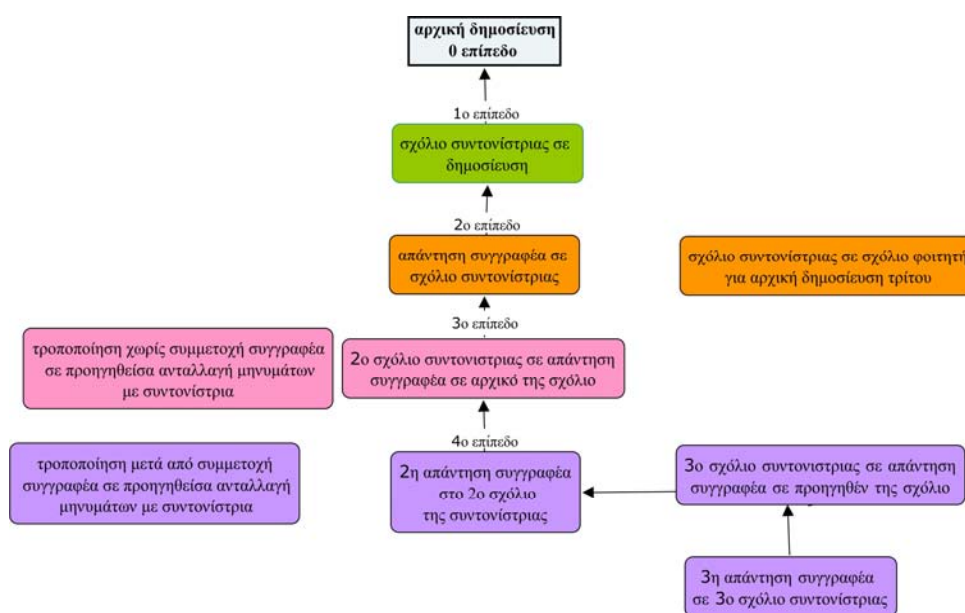 αρχική δημοσίευση
0 επίπεδο
1ο επίπεδο
σχόλιο συντονίστριας σε
δημοσίευση
2ο επίπεδο
απάντηση συγγραφέα σε
σχόλιο συντονίστριας
σχόλιο συντονίστριας σε σχόλιο φοιτητή
για αρχική δημοσίευση τρίτου
3ο επίπεδο
τροποποίηση χωρίς συμμετοχή συγγραφέα
σε προηγηθείσα ανταλλαγή μηνυμάτων
με συντονίστρια
2ο σχόλιο συντονιστριας σε απάντηση
συγγραφέα σε αρχικό της σχόλιο
4ο επίπεδο
τροποποίηση μετά από συμμετοχή
συγγραφέα σε προηγηθείσα ανταλλαγή
μηνυμάτων με συντονίστρια
2η απάντηση συγγραφέα
στο 2ο σχόλιο
της συντονίστριας
3ο σχόλιο συντονιστριας σε απάντηση
συγγραφέα σε προηγηθέν της σχόλιο
3η απάντηση συγγραφέα
σε 3ο σχόλιο συντονίστριας